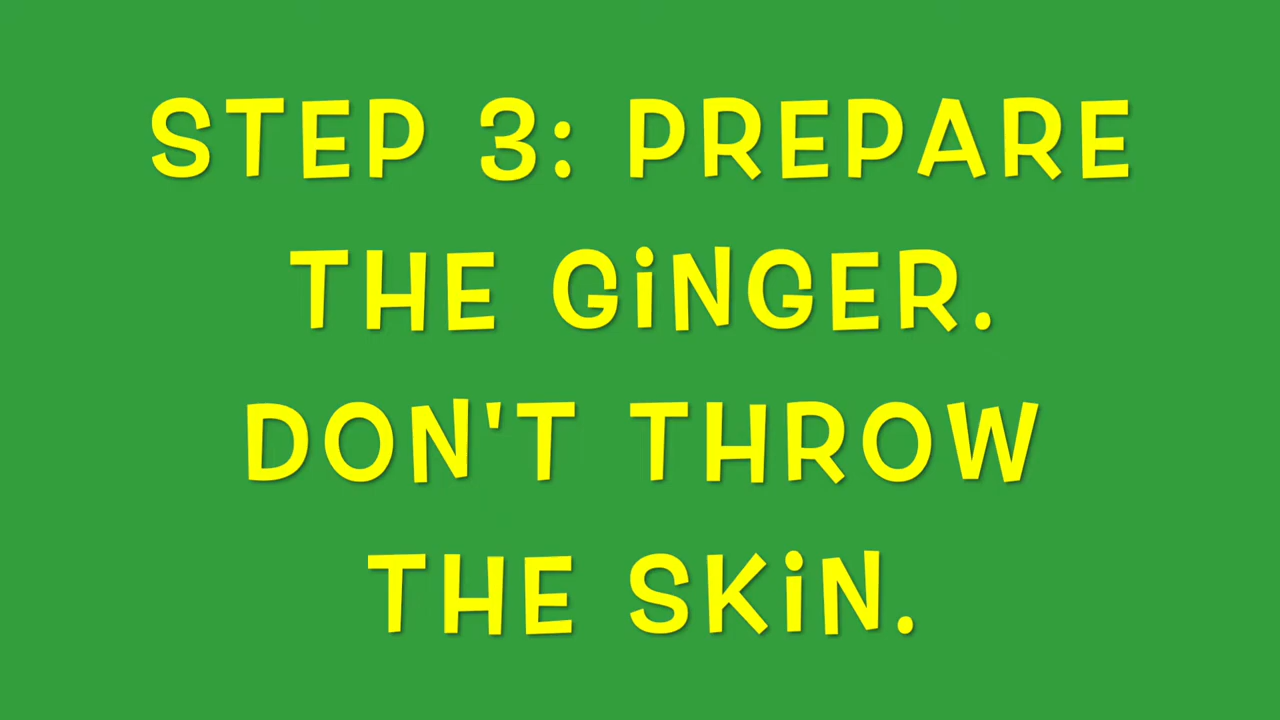 STEP 3: PREPARE
THE GiNGER.
DON'T THROW
THE SKiN.